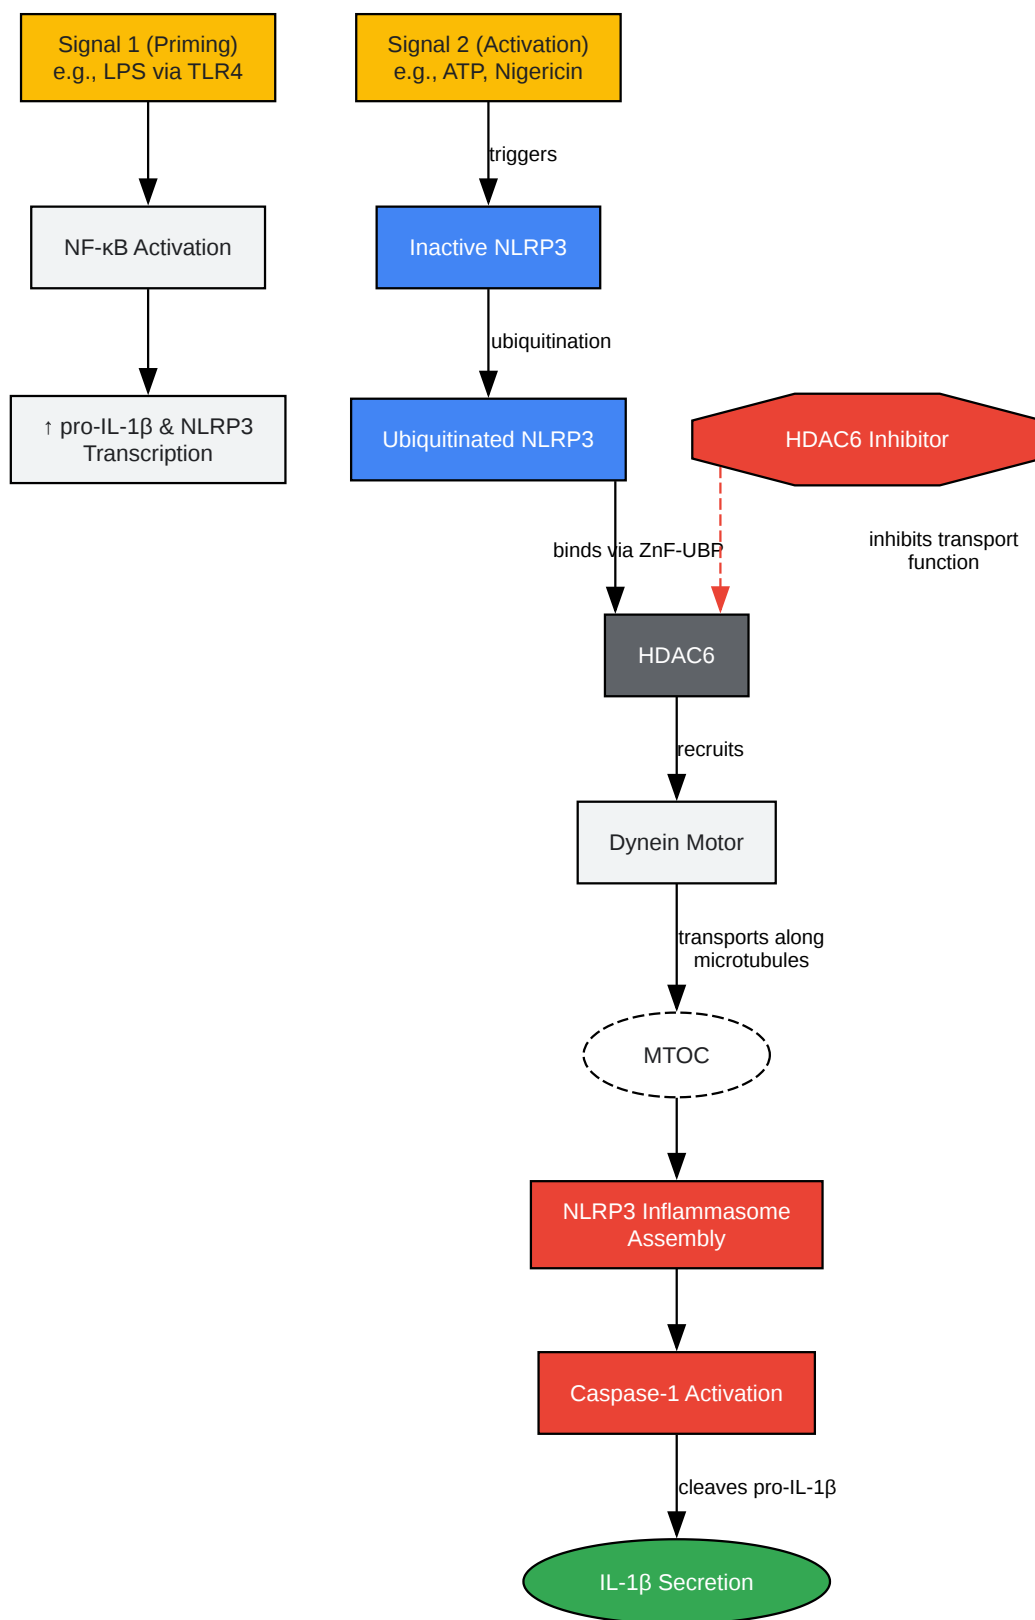 Signal 1 (Priming)
e.g., LPS via TLR4
Signal 2 (Activation)
e.g., ATP, Nigericin
triggers
NF-κB Activation
Inactive NLRP3
ubiquitination
↑ pro-IL-1β & NLRP3
Transcription
Ubiquitinated NLRP3
HDAC6 Inhibitor
binds via ZnF-UBP
inhibits transport
function
HDAC6
recruits
Dynein Motor
transports along
microtubules
MTOC
NLRP3 Inflammasome
Assembly
Caspase-1 Activation
cleaves pro-IL-1β
IL-1β Secretion